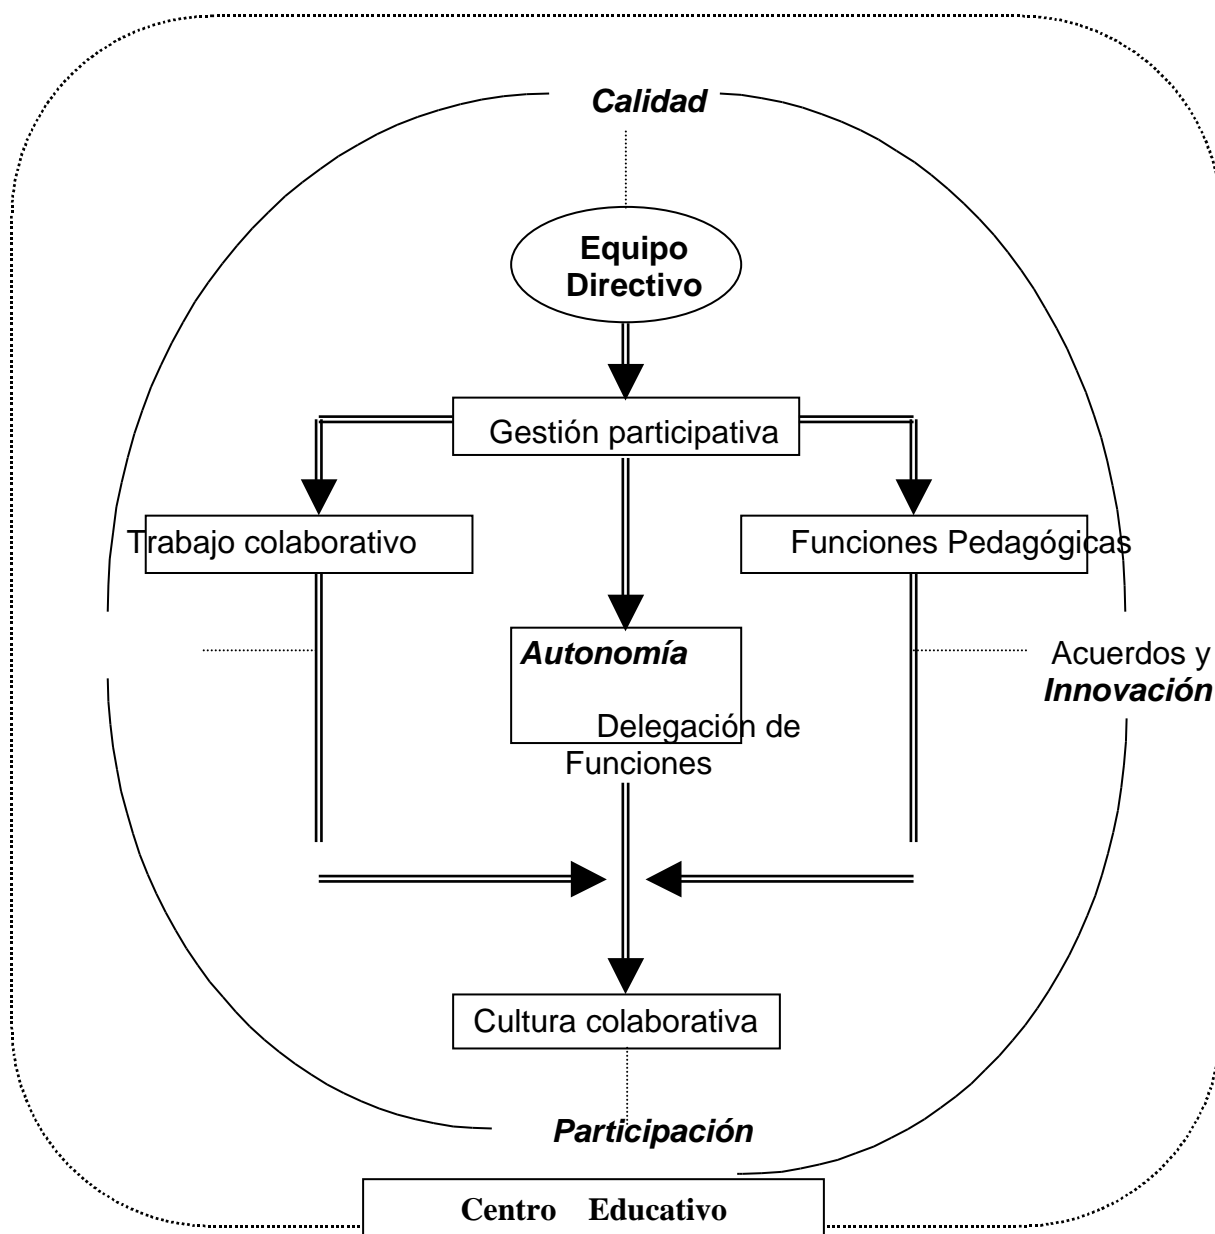 Calidad
Equipo
Directivo
Gestión participativa
Trabajo colaborativo
Funciones Pedagógicas
Autonomía
Delegación de
Funciones
Acuerdos y
Innovación
Cultura colaborativa
Participación
Centro Educativo